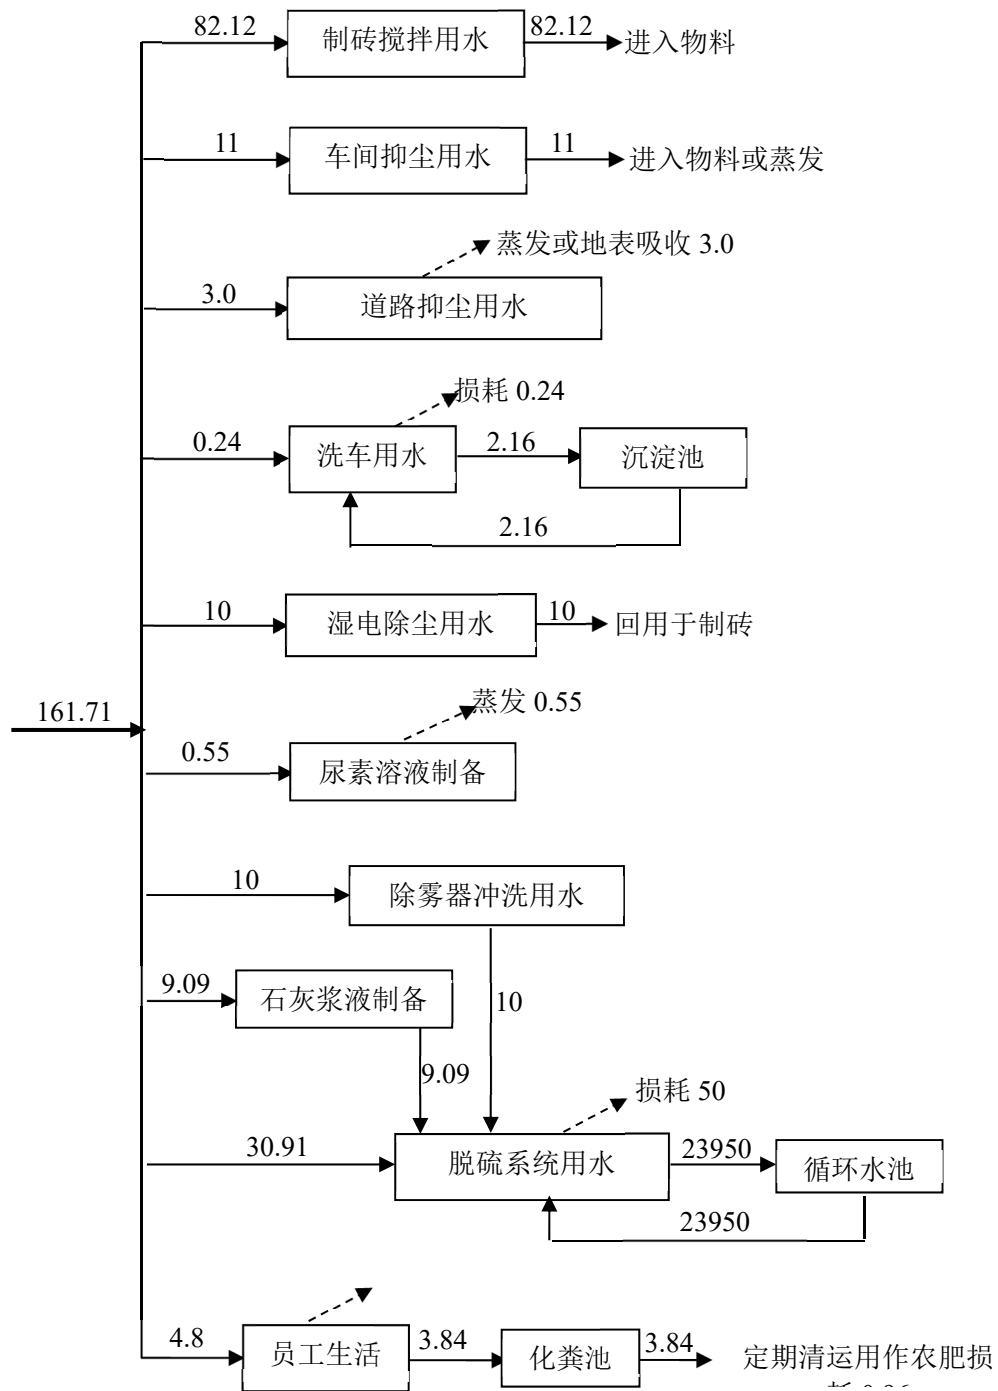 82.12 制砖搅拌用水 82.12 进入物料
11 车间抑尘用水 11 进入物料或蒸发
蒸发或地表吸收 3.0
3.0 道路抑尘用水
损耗 0.24
0.24 洗车用水 2.16 沉淀池
2.16
10 湿电除尘用水 10 回用于制砖
蒸发 0.55
161.71
0.55 尿素溶液制备
10 除雾器冲洗用水
9.09 石灰浆液制备 10
9.09
损耗 50
30.91 脱硫系统用水 23950 循环水池
23950
4.8 员工生活 3.84 化粪池 3.84 定期清运用作农肥损